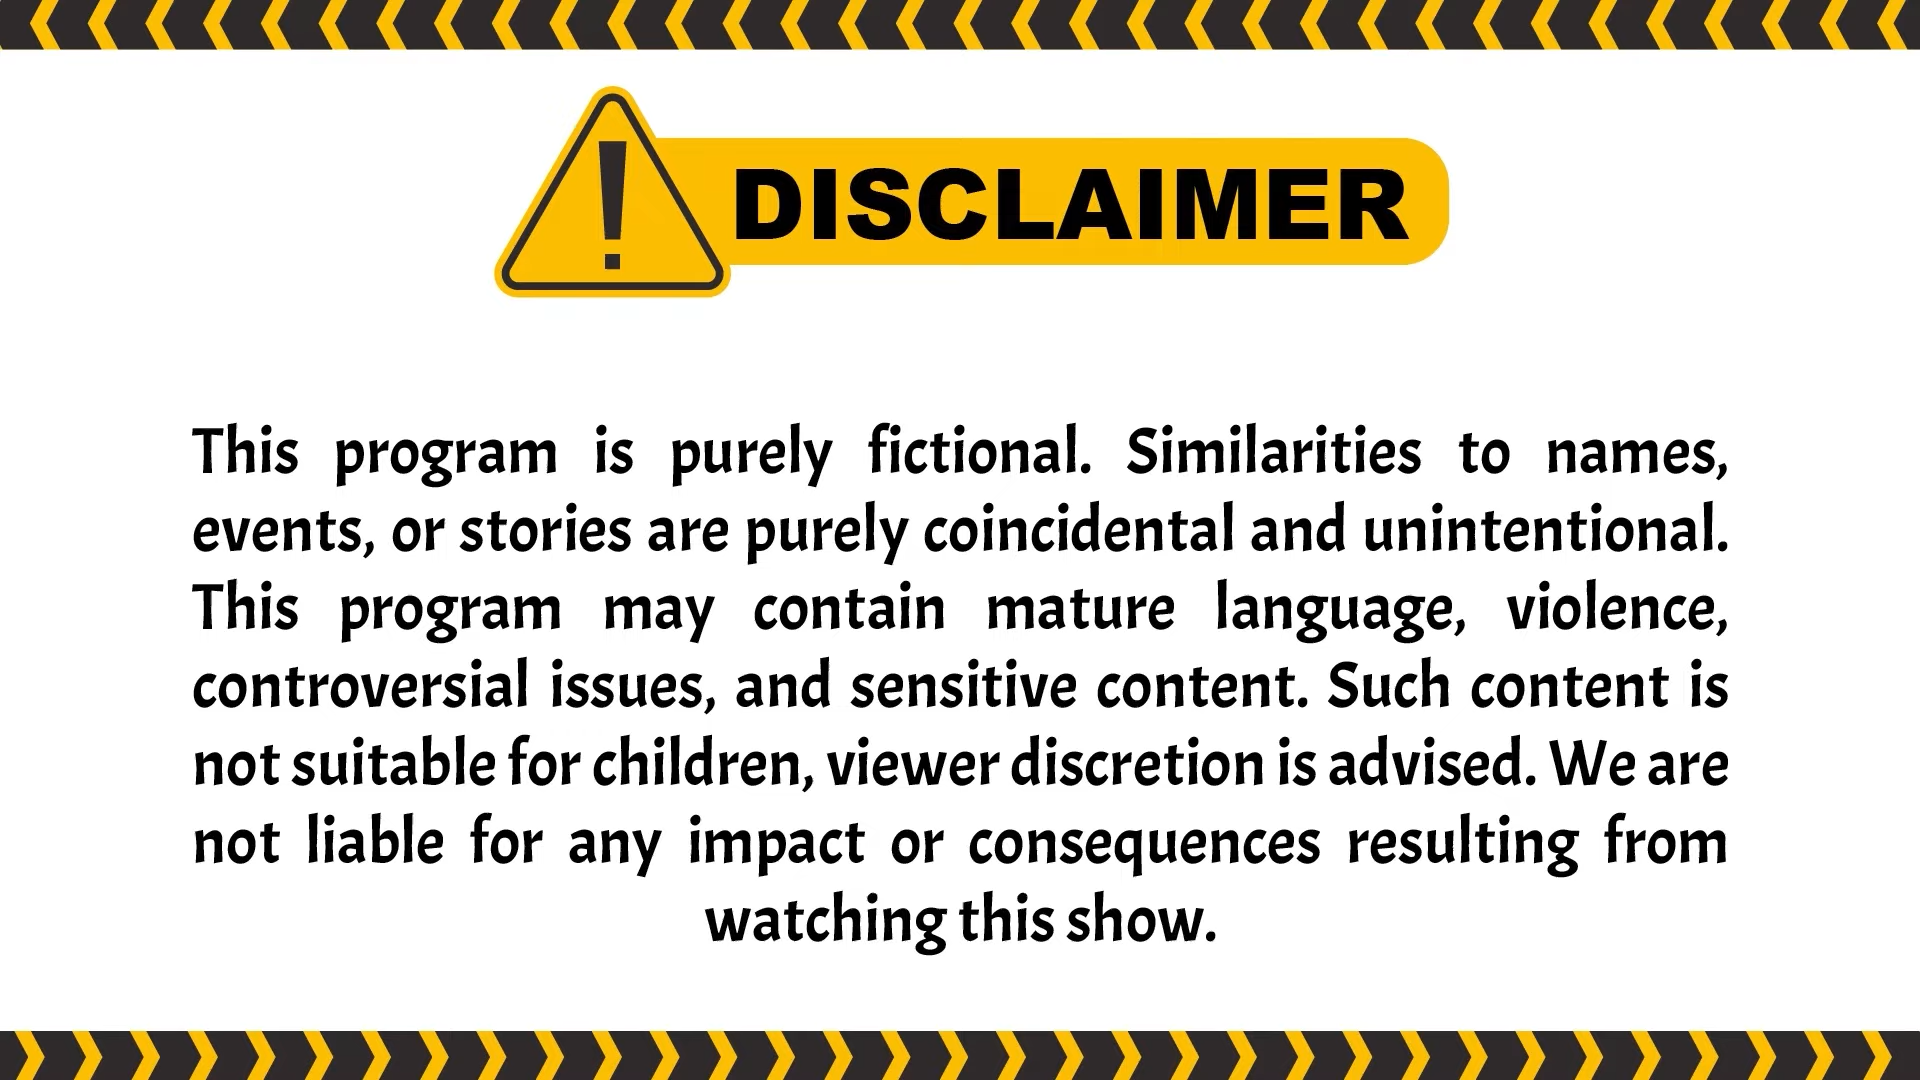 DISCLAIMER
This program is purely fictional. Similarities to names,
events, or stories are purely coincidental and unintentional.
This program may contain mature language, violence,
controversial issues, and sensitive content. Such content is
not suitable for children, viewer discretion is advised. We are
not liable for any impact or consequences resulting from
watching this show.